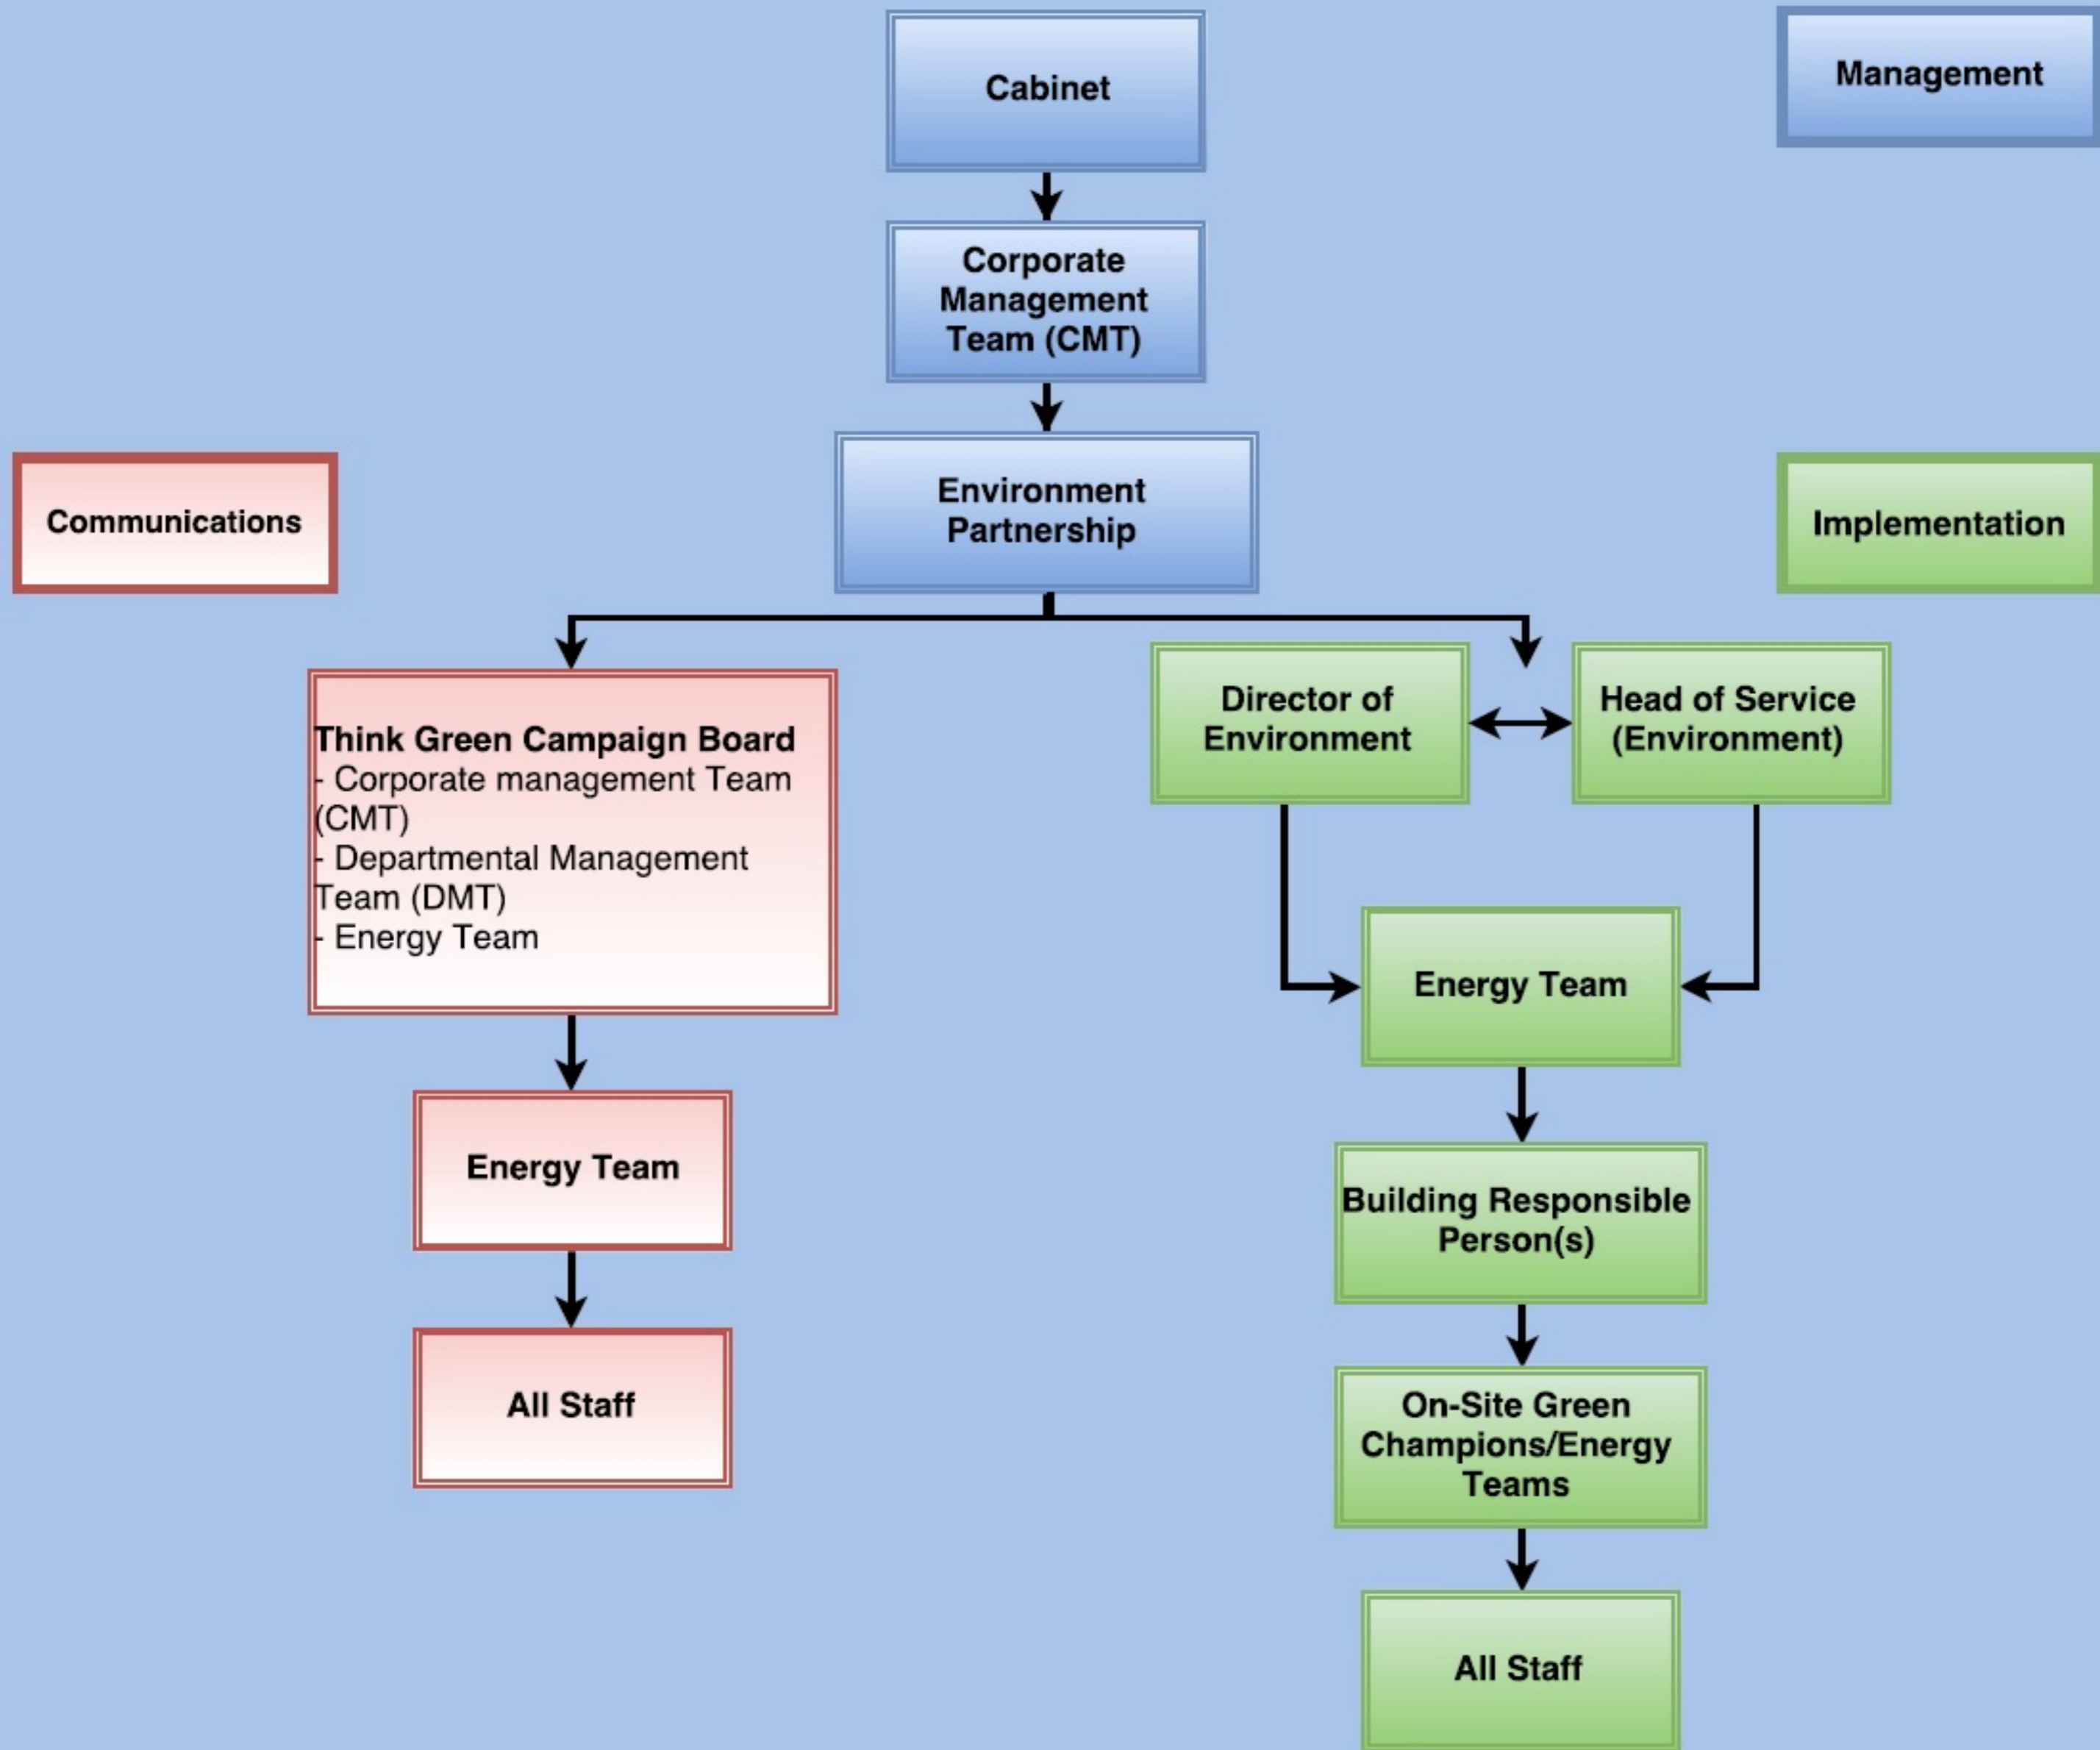 Cabinet
Management
Corporate
Management
Team (CMT)
Environment
Partnership
Communications
Implementation
Think Green Campaign Board
- Corporate management Team
(CMT)
- Departmental Management
Team (DMT)
- Energy Team
Director of
Environment
Head of Service
(Environment)
Energy Team
Energy Team
Building Responsible
Person(s)
All Staff
On-Site Green
Champions/Energy
Teams
All Staff